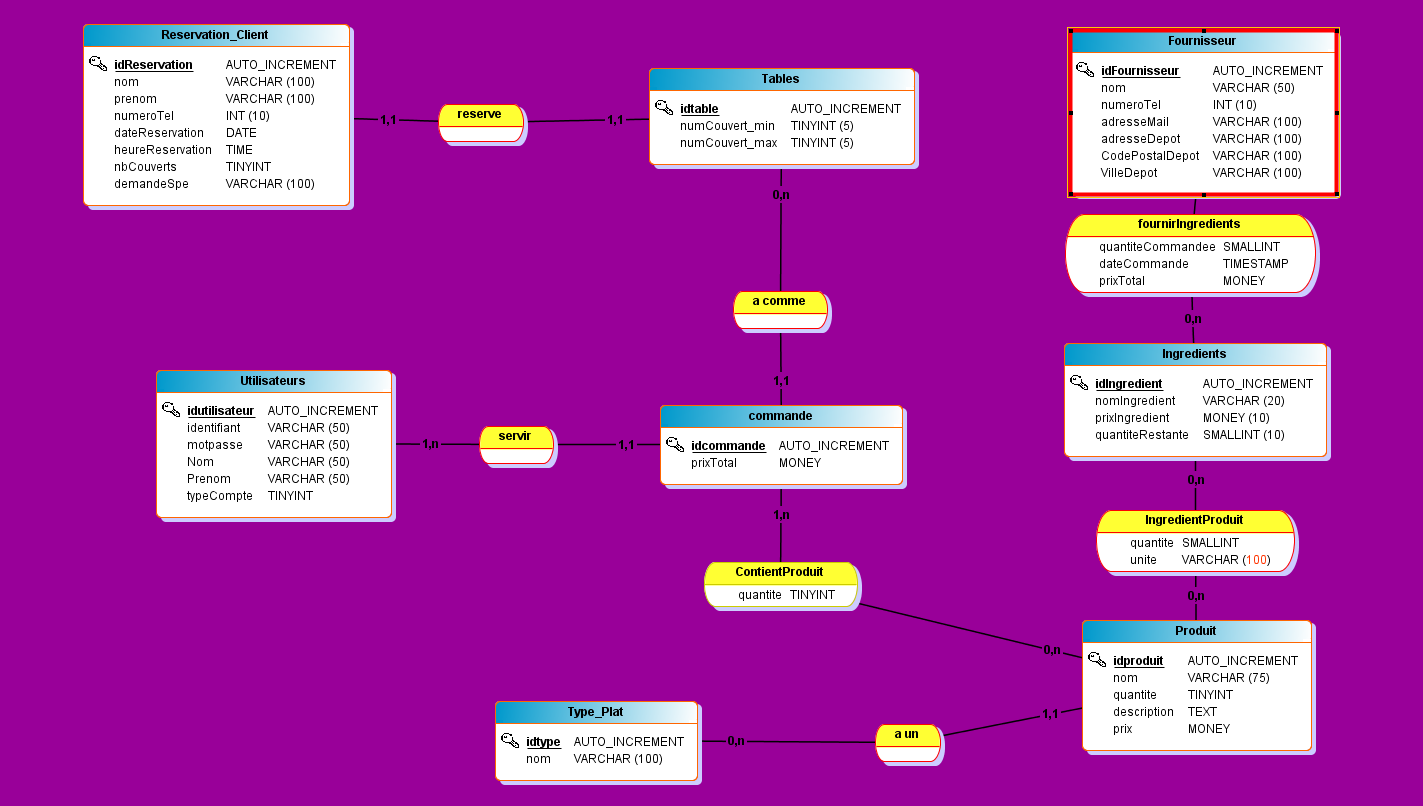 Reservation_Client
idReservation AUTO_INCREMENT
nom VARCHAR (100)
prenom VARCHAR (100)
numeroTel INT (10)
dateReservation DATE
heureReservation TIME
nbCouverts TINYINT
demandeSpe VARCHAR (100)
1,1
reserve
1,1
Tables
idtable AUTO_INCREMENT
numCouvert_min TINYINT (5)
numCouvert_max TINYINT (5)
0,n
a comme
1,1
Fournisseur
idFournisseur AUTO_INCREMENT
nom VARCHAR (50)
numeroTel INT (10)
adresseMail VARCHAR (100)
adresseDepot VARCHAR (100)
CodePostalDepot VARCHAR (100)
VilleDepot VARCHAR (100)
fournirIngredients
quantiteCommandee SMALLINT
dateCommande TIMESTAMP
prixTotal MONEY
0,n
Ingredients
idIngredient AUTO_INCREMENT
nomIngredient VARCHAR (20)
prixIngredient MONEY (10)
quantiteRestante SMALLINT (10)
0,n
Utilisateurs
idutilisateur AUTO_INCREMENT
identifiant VARCHAR (50)
motpasse VARCHAR (50)
Nom VARCHAR (50)
Prenom VARCHAR (50)
typeCompte TINYINT
1,n
servir
1,1
commande
idcommande AUTO_INCREMENT
prixTotal MONEY
1,n
ContientProduit
quantite TINYINT
0,n
IngredientProduit
quantite SMALLINT
unite VARCHAR (100)
0,n
Produit
idproduit AUTO_INCREMENT
nom VARCHAR (75)
quantite TINYINT
description TEXT
prix MONEY
Type_Plat
idtype AUTO_INCREMENT
nom VARCHAR (100)
0,n
a un
1,1